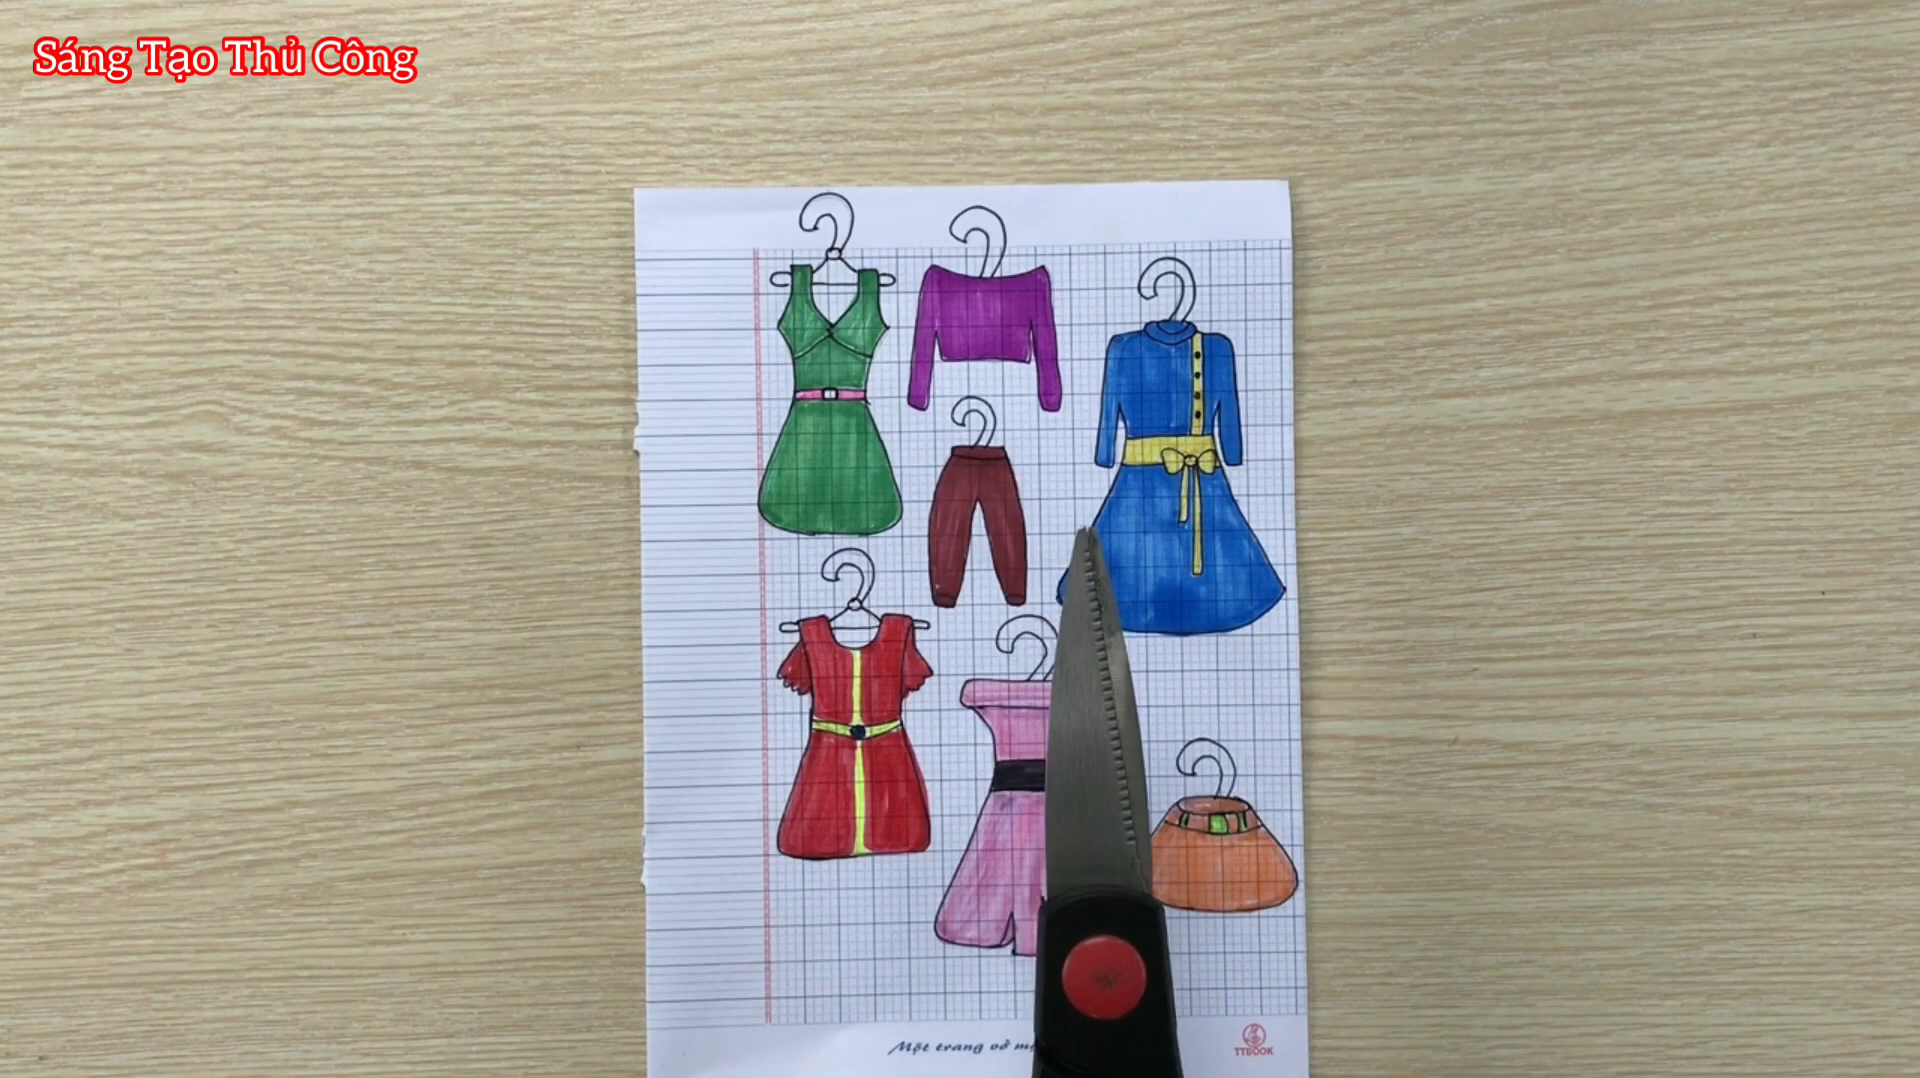 Sáng Tạo Thủ Công
Một trang vở
TTBOOK